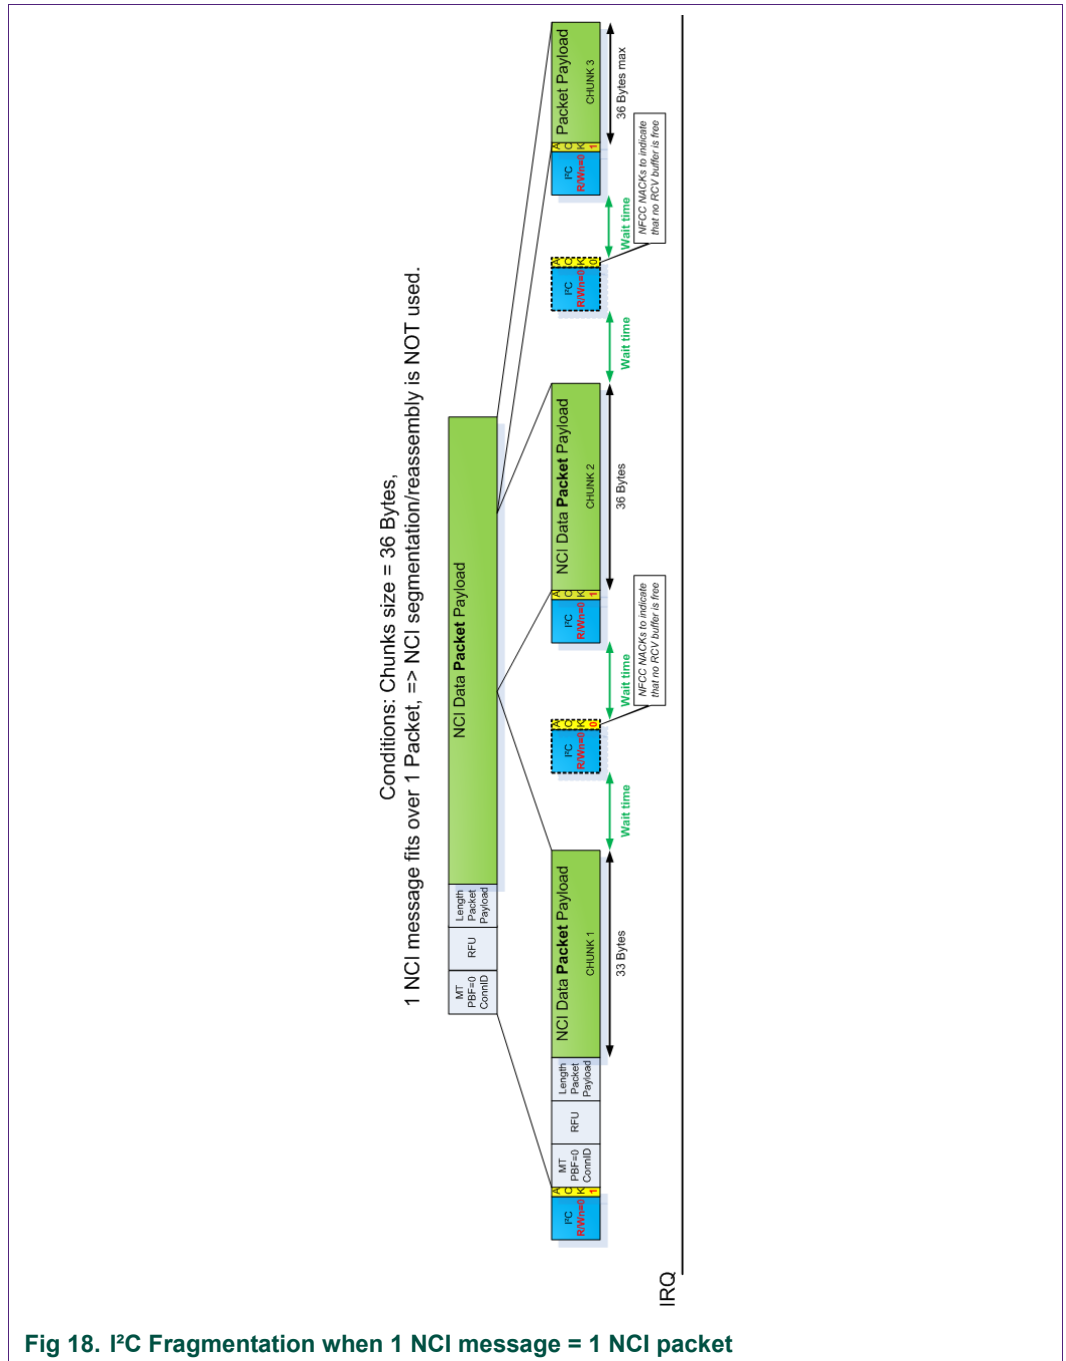 Conditions: Chunks size = 36 Bytes,
1 NCI message fits over 1 Packet, => NCI segmentation/reassembly is NOT used.
MT
PBF=0
ConnID
RFU
Length
Packet
Payload
NCI Data Packet Payload
I²C
R/Wn=0
A
C
K
1
MT
PBF=0
ConnID
RFU
Length
Packet
Payload
NCI Data Packet Payload
CHUNK 1
33 Bytes
Wait time
I²C
R/Wn=0
A
C
K
0
NFCC NACKs to indicate
that no RCV buffer is free
Wait time
I²C
R/Wn=0
A
C
K
1
NCI Data Packet Payload
CHUNK 2
36 Bytes
Wait time
I²C
R/Wn=0
A
C
K
0
NFCC NACKs to indicate
that no RCV buffer is free
Wait time
I²C
R/Wn=0
A
C
K
1
Packet Payload
CHUNK 3
36 Bytes max
IRQ
Fig 18. I²C Fragmentation when 1 NCI message = 1 NCI packet